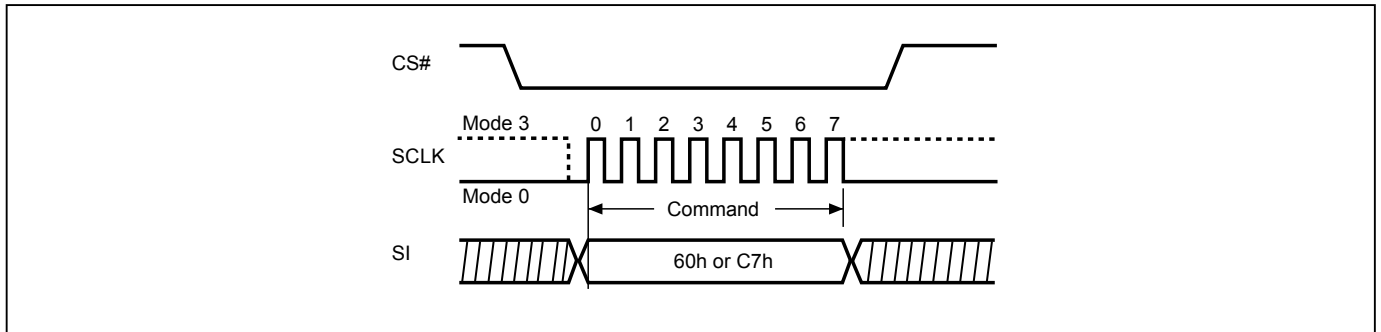 CS#
Mode 3
0 1 2 3 4 5 6 7
SCLK
Mode 0
Command
SI
60h or C7h